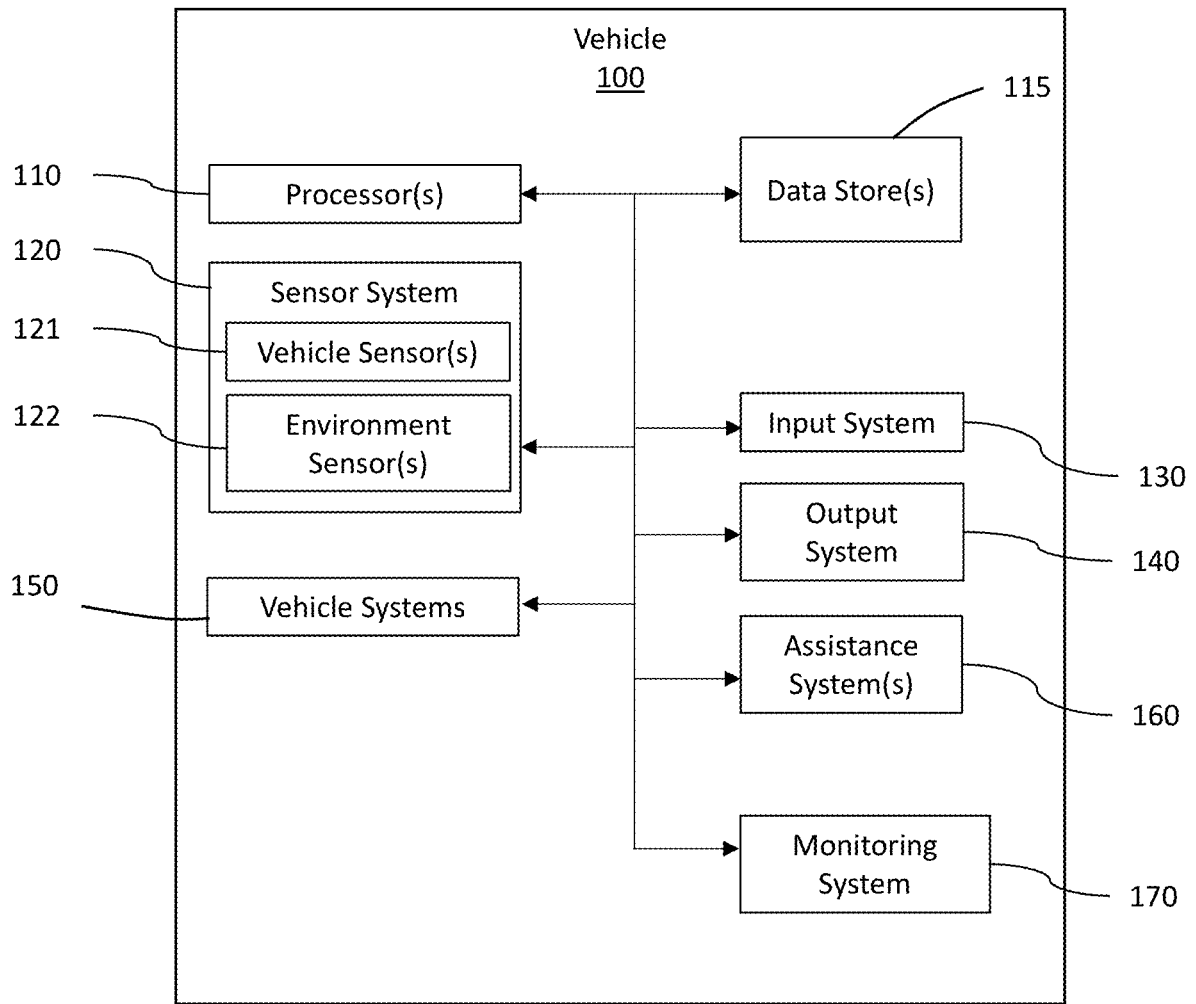 Vehicle
100
115
110
Processor(s)
Data Store(s)
120
Sensor System
121
Vehicle Sensor(s)
122
Environment
Sensor(s)
Input System
130
Output
System
140
150
Vehicle Systems
Assistance
System(s)
160
Monitoring
System
170